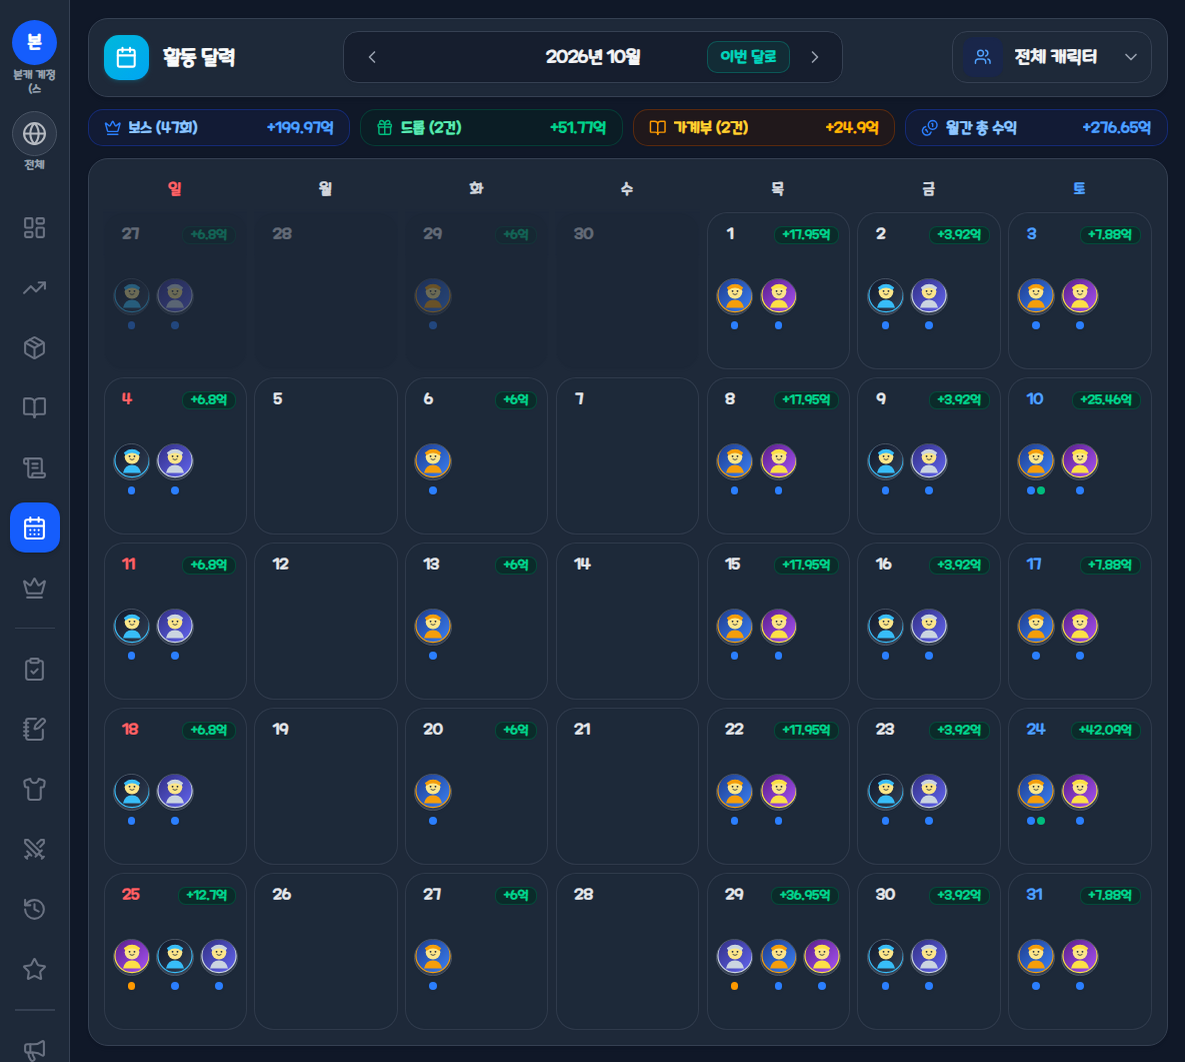 본
본캐 계정
(스
전체
활동 달력
2026년 10월
이번 달로
전체 캐릭터
보스 (47회) +199.97억
드롭 (2건) +51.77억
가계부 (2건) +24.9억
월간 총 수익 +276.65억
일 월 화 수 목 금 토
27 +6.8억 28 29 +6억 30 1 +17.95억 2 +3.92억 3 +7.88억
4 +6.8억 5 6 +6억 7 8 +17.95억 9 +3.92억 10 +25.46억
11 +6.8억 12 13 +6억 14 15 +17.95억 16 +3.92억 17 +7.88억
18 +6.8억 19 20 +6억 21 22 +17.95억 23 +3.92억 24 +42.09억
25 +12.7억 26 27 +6억 28 29 +36.95억 30 +3.92억 31 +7.88억